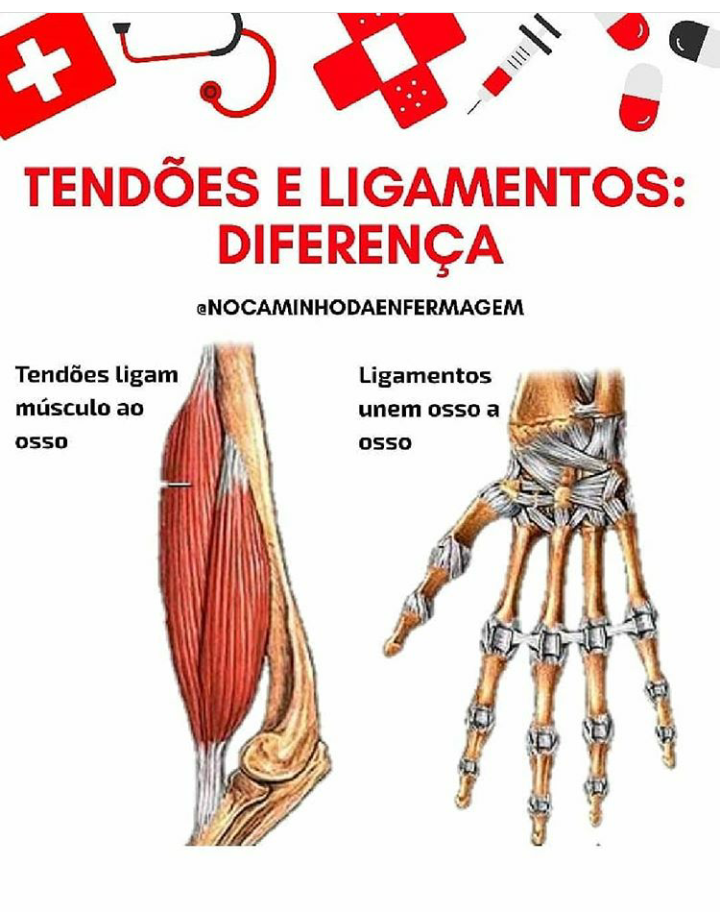 TENDÕES E LIGAMENTOS:
DIFERENÇA
@NOCAMINHODAENFERMAGEM
Tendões ligam
músculo ao
osso
Ligamentos
unem osso a
osso